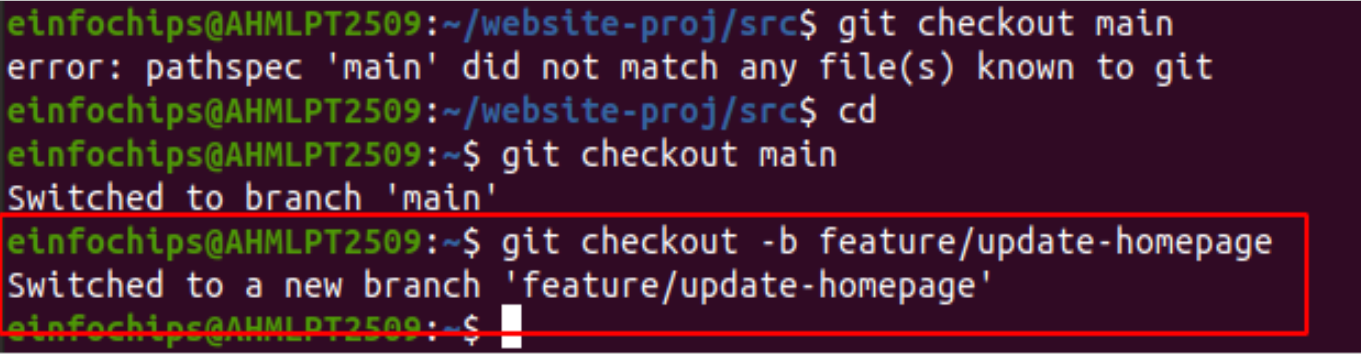 einfochips@AHMLPT2509:~/website-proj/src$ git checkout main
error: pathspec 'main' did not match any file(s) known to git
einfochips@AHMLPT2509:~/website-proj/src$ cd
einfochips@AHMLPT2509:~$ git checkout main
Switched to branch 'main'
einfochips@AHMLPT2509:~$ git checkout -b feature/update-homepage
Switched to a new branch 'feature/update-homepage'
einfochips@AHMLPT2509:~$